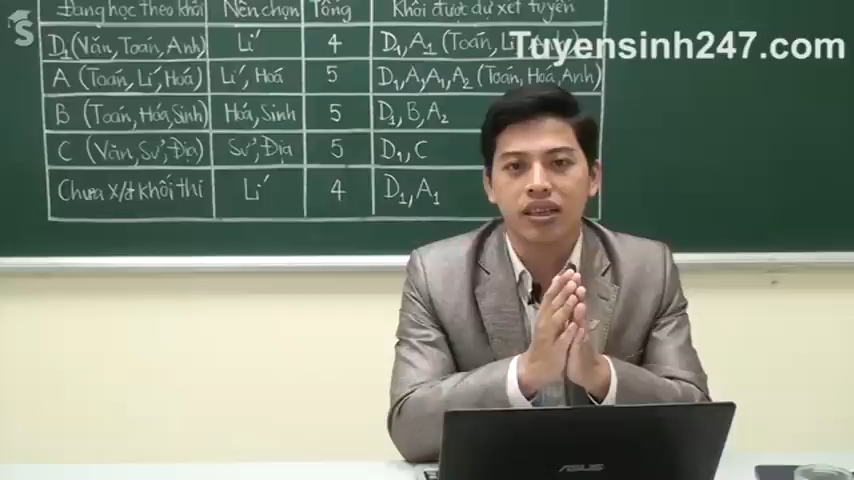 Đang học theo khối Nên chọn Tổng Khối được dự xét tuyển
D1 (Văn, Toán, Anh) Lí 4 D1, A1 (Toán, Lí,
A (Toán, Lí, Hoá) Lí, Hoá 5 D1, A, A1, A2 (Toán, Hoá, Anh)
B (Toán, Hóa, Sinh) Hoá, Sinh 5 D1, B, A2
C (Văn, Sử, Địa) Sử, Địa 5 D1, C
Chưa x/đ khối thi Lí 4 D1, A1
Tuyensinh247.com
S
ASUS